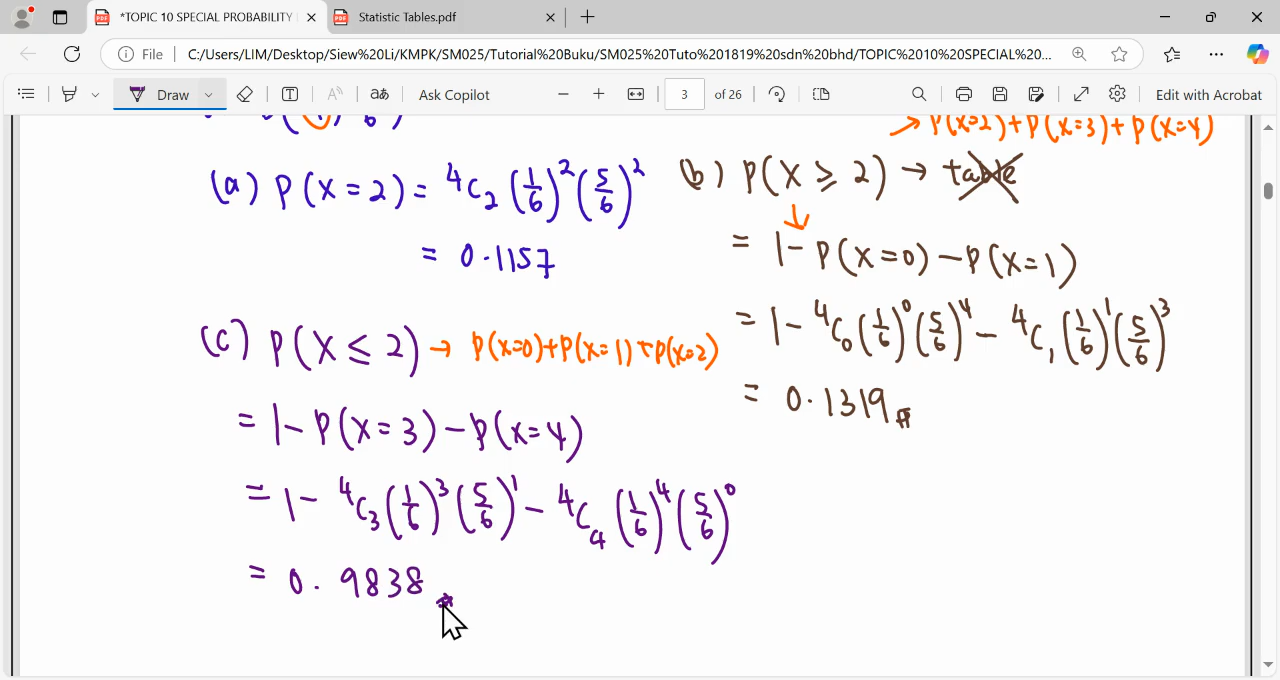 *TOPIC 10 SPECIAL PROBABILITY
Statistic Tables.pdf
File
C:/Users/LIM/Desktop/Siew%20Li/KMPK/SM025/Tutorial%20Buku/SM025%20Tuto%201819%20sdn%20bhd/TOPIC%2010%20SPECIAL%20...
Draw
Ask Copilot
3
of 26
Edit with Acrobat
→ P(X=2)+P(X=3)+P(X=4)
(a) P(X=2) = ⁴C₂ (1/6)² (5/6)²
= 0.1157
(b) P(X ≥ 2) → table
= 1 - P(X=0) - P(X=1)
= 1 - ⁴C₀ (1/6)⁰ (5/6)⁴ - ⁴C₁ (1/6)¹ (5/6)³
= 0.1319 #
(c) P(X ≤ 2) → P(X=0)+P(X=1)+P(X=2)
= 1 - P(X=3) - P(X=4)
= 1 - ⁴C₃ (1/6)³ (5/6)¹ - ⁴C₄ (1/6)⁴ (5/6)⁰
= 0.9838